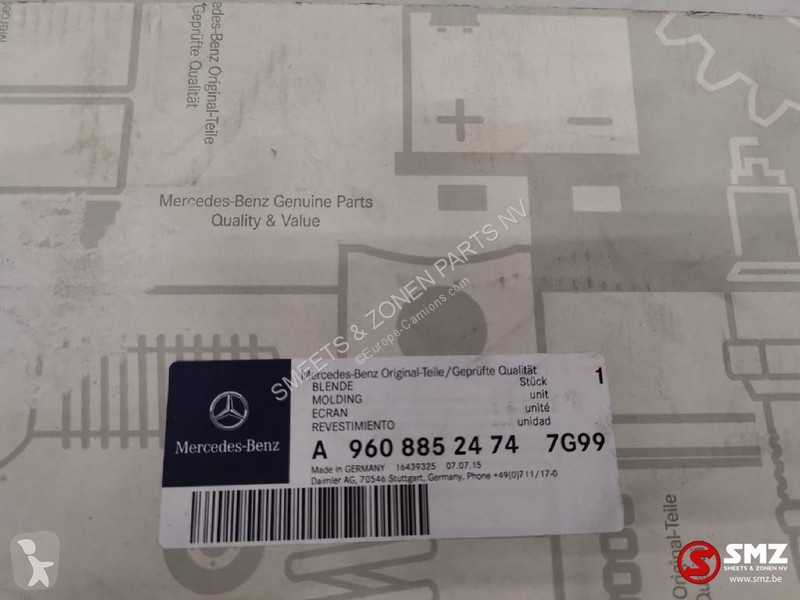 Mercedes-Benz Original-Teile
Geprüfte Qualität
Mercedes-Benz Genuine Parts
Quality & Value
SMEETS & ZONEN PARTS NV
©Europe-Camions.com
Mercedes-Benz Original-Teile/Geprüfte Qualität
BLENDE Stück 1
MOLDING unit
ECRAN unité
REVESTIMIENTO unidad
A 960 885 24 74 7G99
Made in GERMANY 16439325 07.07.15
Daimler AG, 70546 Stuttgart, Germany, Phone +49(0)711/17-0
Mercedes-Benz
Original-Teile
SMZ
SMEETS & ZONEN NV
www.smz.be